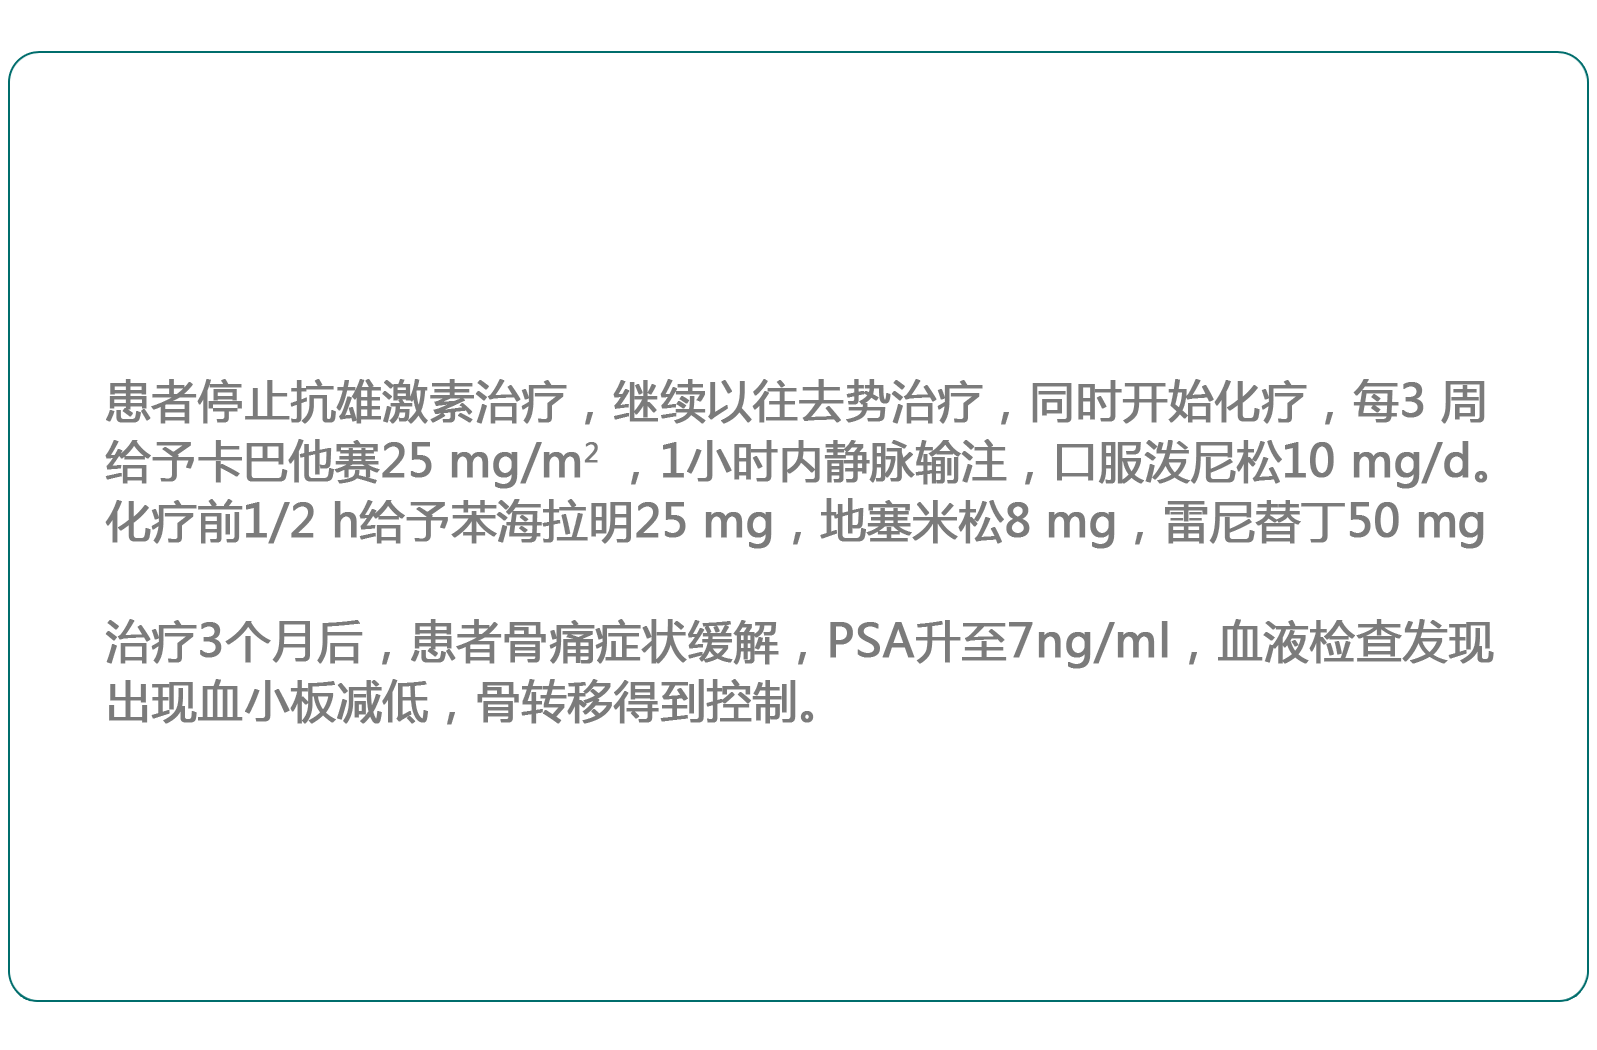 患者停止抗雄激素治疗，继续以往去势治疗，同时开始化疗，每3 周
给予卡巴他赛25 mg/m²，1小时内静脉输注，口服泼尼松10 mg/d。
化疗前1/2 h给予苯海拉明25 mg，地塞米松8 mg，雷尼替丁50 mg
治疗3个月后，患者骨痛症状缓解，PSA升至7ng/ml，血液检查发现
出现血小板减低，骨转移得到控制。